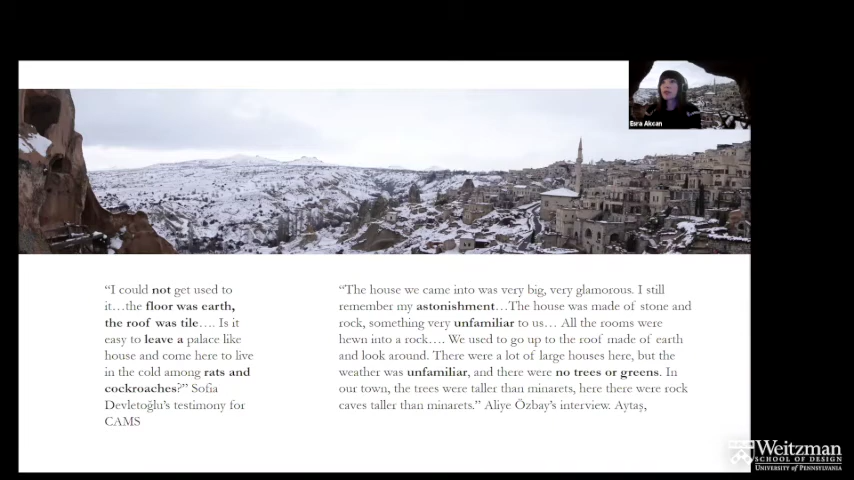 Esra Akcan
“I could not get used to
it…the floor was earth,
the roof was tile…. Is it
easy to leave a palace like
house and come here to live
in the cold among rats and
cockroaches?” Sofia
Devletoğlu’s testimony for
CAMS
“The house we came into was very big, very glamorous. I still
remember my astonishment…The house was made of stone and
rock, something very unfamiliar to us… All the rooms were
hewn into a rock…. We used to go up to the roof made of earth
and look around. There were a lot of large houses here, but the
weather was unfamiliar, and there were no trees or greens. In
our town, the trees were taller than minarets, here there were rock
caves taller than minarets.” Aliye Özbay’s interview. Aytaş,
Weitzman
SCHOOL OF DESIGN
UNIVERSITY OF PENNSYLVANIA